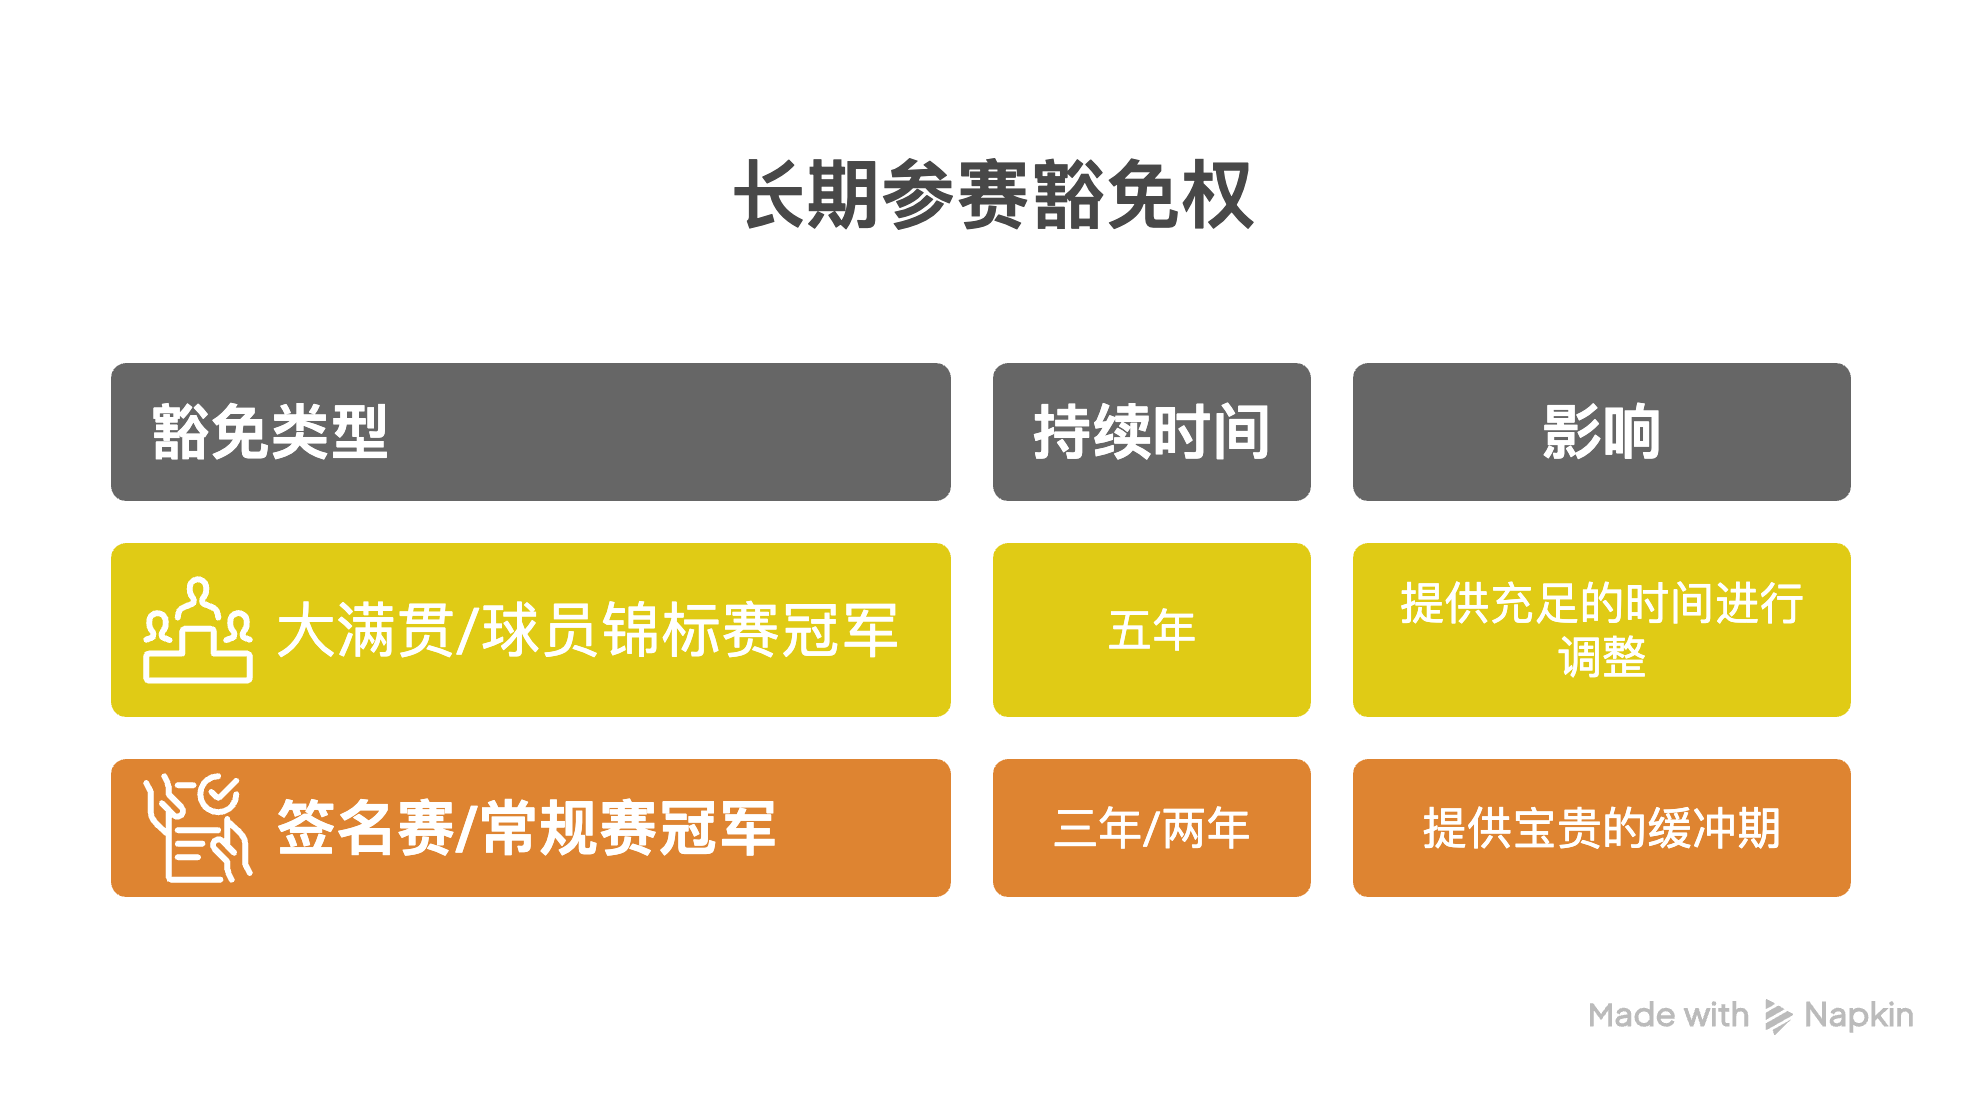 长期参赛豁免权
豁免类型
持续时间
影响
大满贯/球员锦标赛冠军
五年
提供充足的时间进行
调整
签名赛/常规赛冠军
三年/两年
提供宝贵的缓冲期
Made with Napkin